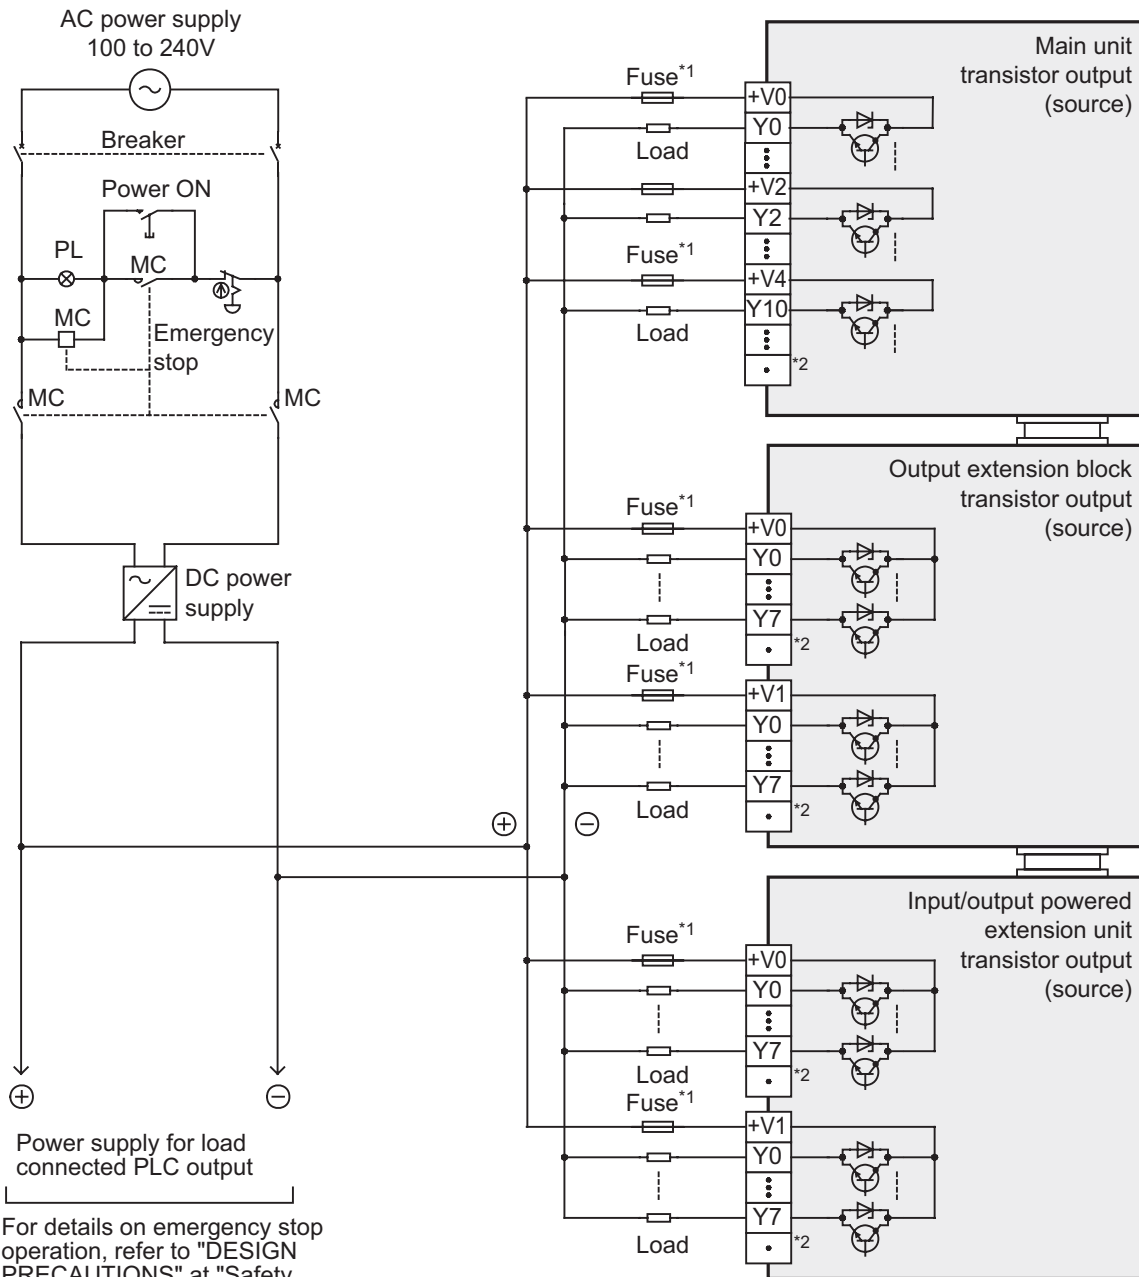 AC power supply
100 to 240V
Breaker
Power ON
PL
MC
MC
Emergency
stop
MC
MC
DC power
supply
Power supply for load
connected PLC output
For details on emergency stop
operation, refer to "DESIGN
PRECAUTIONS" at "Safety
Main unit
transistor output
(source)
Fuse*1
+V0
Y0
Load
+V2
Y2
Fuse*1
+V4
Y10
Load
*2
Output extension block
transistor output
(source)
Fuse*1
+V0
Y0
Y7
Load
*2
Fuse*1
+V1
Y0
Y7
Load
*2
Input/output powered
extension unit
transistor output
(source)
Fuse*1
+V0
Y0
Y7
Load
*2
Fuse*1
+V1
Y0
Y7
Load
*2